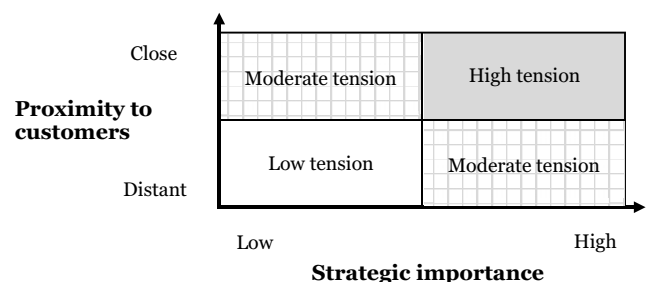 Close
Moderate tension
High tension
Proximity to
customers
Low tension
Moderate tension
Distant
Low
High
Strategic importance